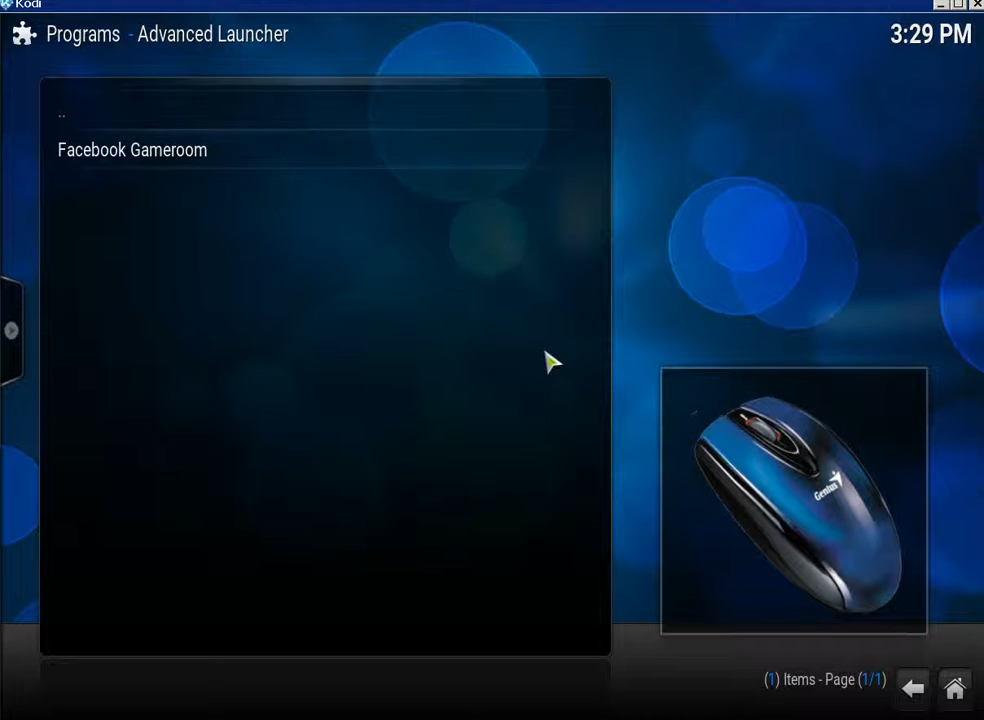 Kodi
Programs - Advanced Launcher
3:29 PM
..
Facebook Gameroom
Genius
(1) Items - Page (1/1)